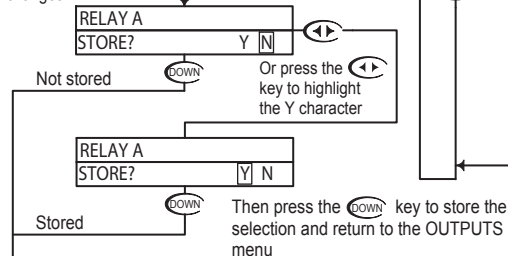 RELAY A
STORE? Y N
DOWN
Not stored
Or press the
key to highlight
the Y character
RELAY A
STORE? Y N
DOWN
Stored
Then press the DOWN key to store the
selection and return to the OUTPUTS
menu